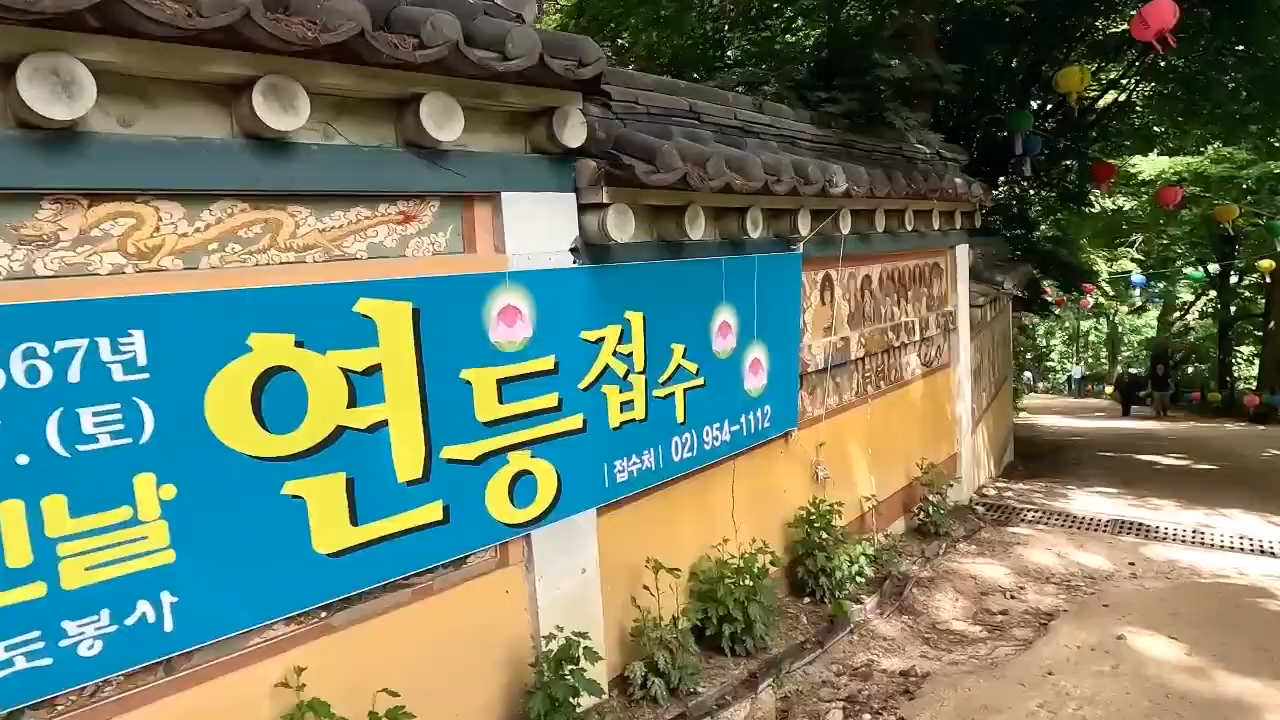 567년
. (토)
날
도봉사
연등접수
| 접수처 | 02) 954-1112